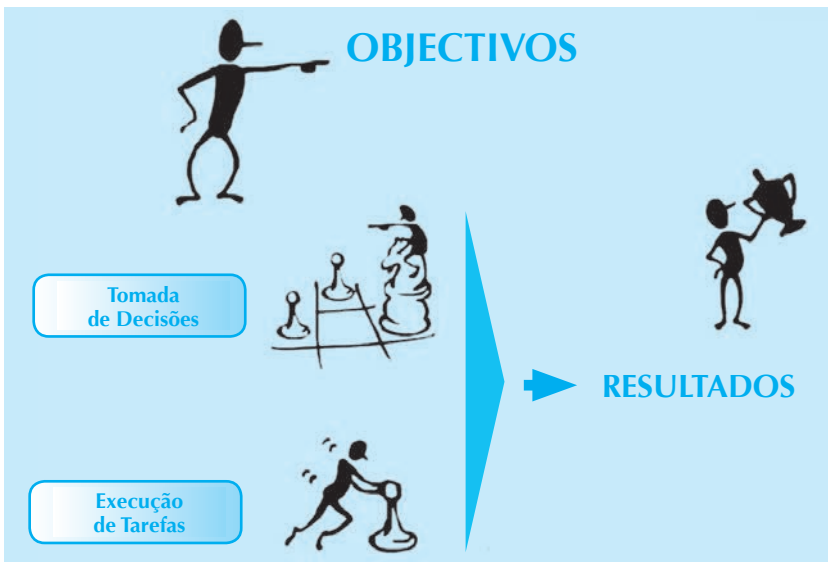 OBJECTIVOS
Tomada
de Decisões
RESULTADOS
Execução
de Tarefas